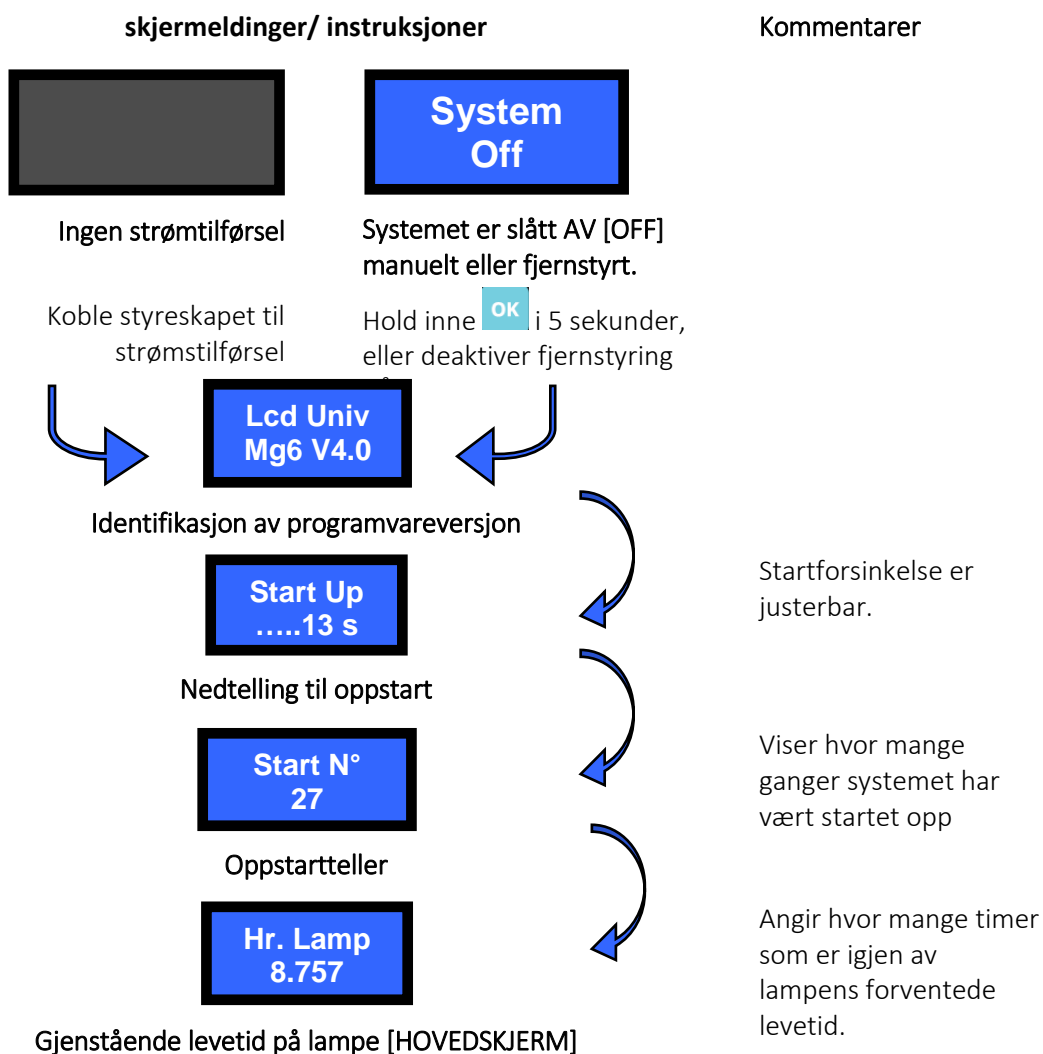 skjermeldinger/ instruksjoner
Kommentarer
System
Off
Ingen strømtilførsel
Systemet er slått AV [OFF]
manuelt eller fjernstyrt.
Koble styreskapet til
strømstilførsel
Hold inne OK i 5 sekunder,
eller deaktiver fjernstyring
Lcd Univ
Mg6 V4.0
Identifikasjon av programvareversjon
Start Up
.....13 s
Startforsinkelse er
justerbar.
Nedtelling til oppstart
Start N°
27
Viser hvor mange
ganger systemet har
vært startet opp
Oppstartteller
Hr. Lamp
8.757
Angir hvor mange timer
som er igjen av
lampens forventede
levetid.
Gjenstående levetid på lampe [HOVEDSKJERM]